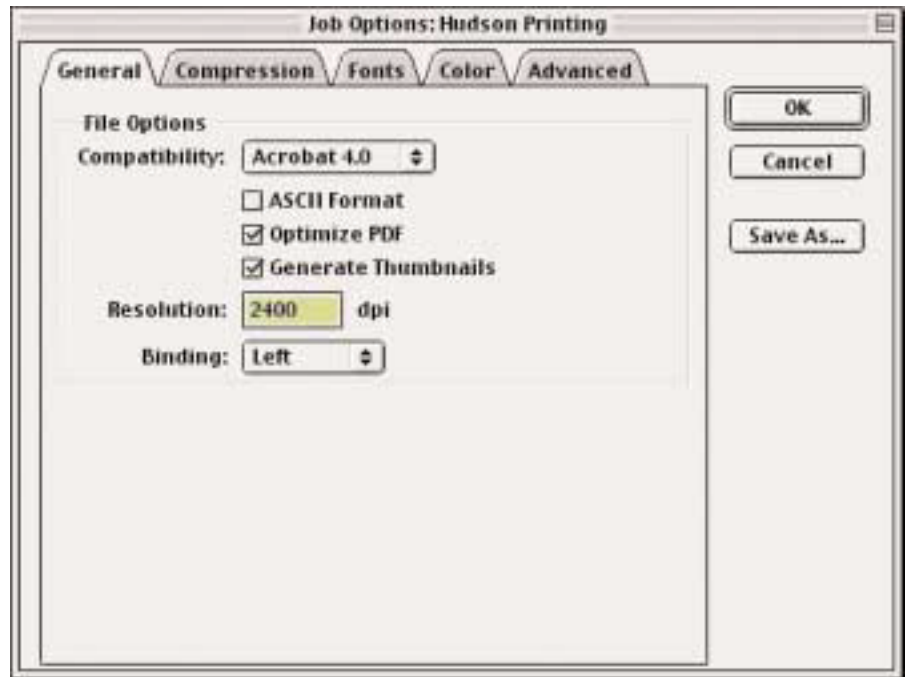 Job Options: Hudson Printing
General Compression Fonts Color Advanced
File Options
Compatibility: Acrobat 4.0
ASCII Format
Optimize PDF
Generate Thumbnails
Resolution: 2400 dpi
Binding: Left
OK
Cancel
Save As...